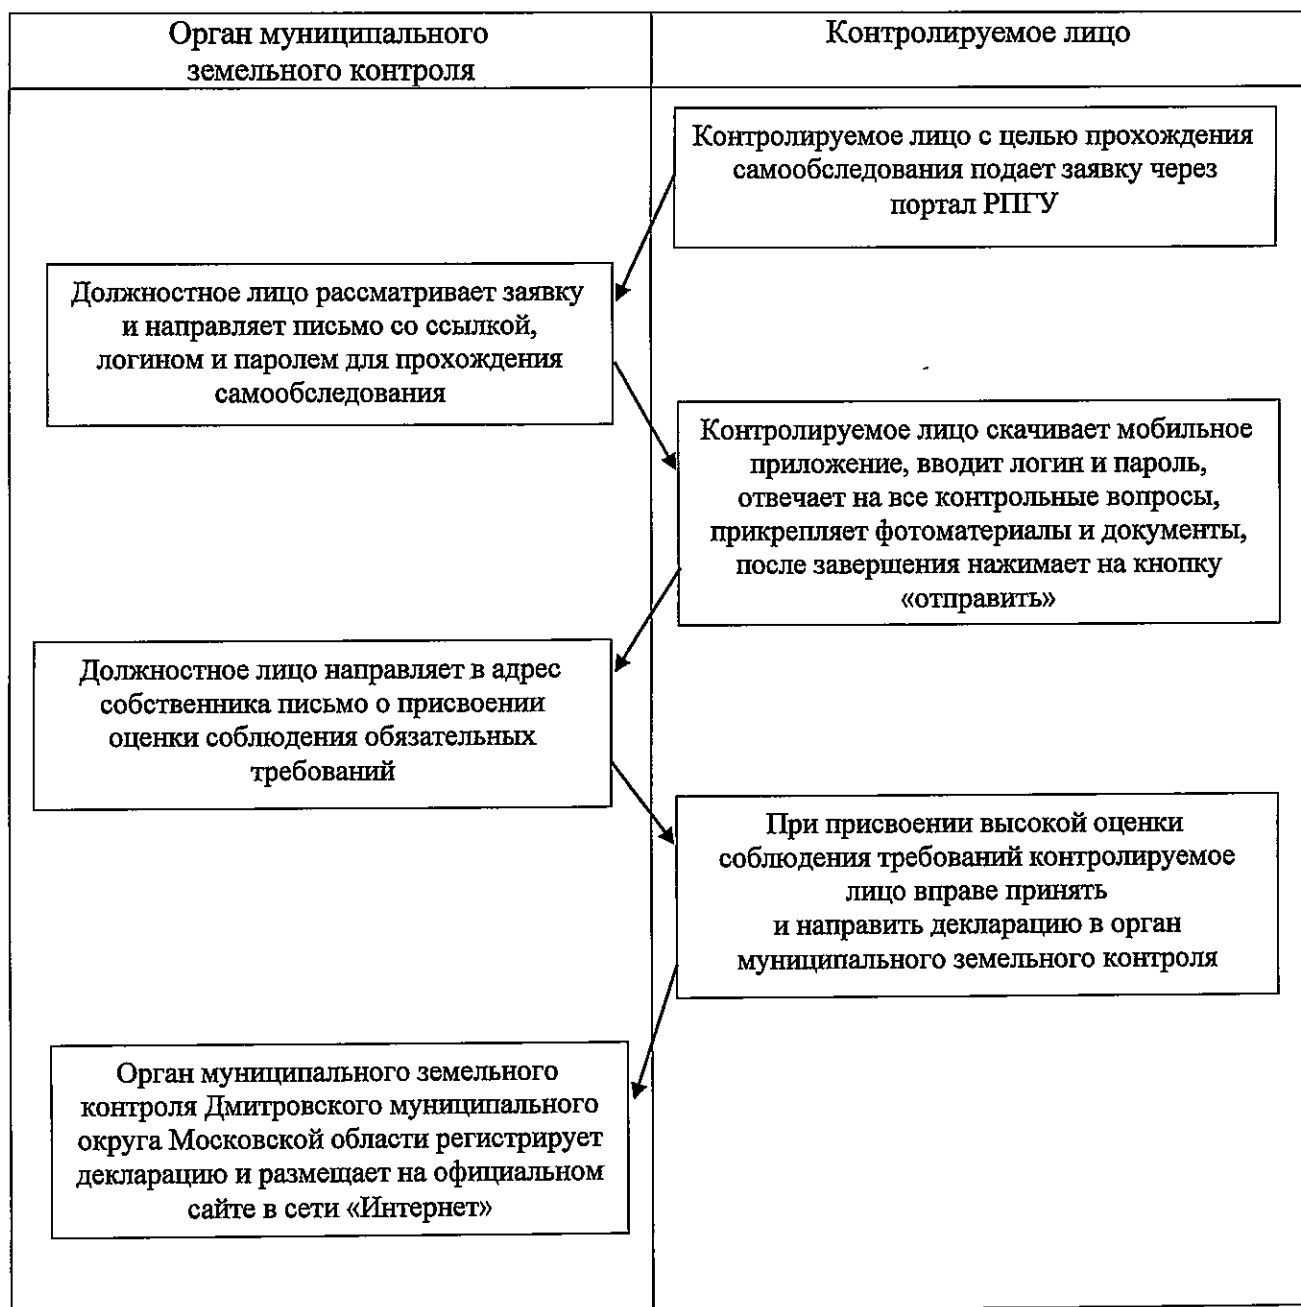 Орган муниципального
земельного контроля
Контролируемое лицо
Контролируемое лицо с целью прохождения
самообследования подает заявку через
портал РПГУ
Должностное лицо рассматривает заявку
и направляет письмо со ссылкой,
логином и паролем для прохождения
самообследования
Контролируемое лицо скачивает мобильное
приложение, вводит логин и пароль,
отвечает на все контрольные вопросы,
прикрепляет фотоматериалы и документы,
после завершения нажимает на кнопку
«отправить»
Должностное лицо направляет в адрес
собственника письмо о присвоении
оценки соблюдения обязательных
требований
При присвоении высокой оценки
соблюдения требований контролируемое
лицо вправе принять
и направить декларацию в орган
муниципального земельного контроля
Орган муниципального земельного
контроля Дмитровского муниципального
округа Московской области регистрирует
декларацию и размещает на официальном
сайте в сети «Интернет»